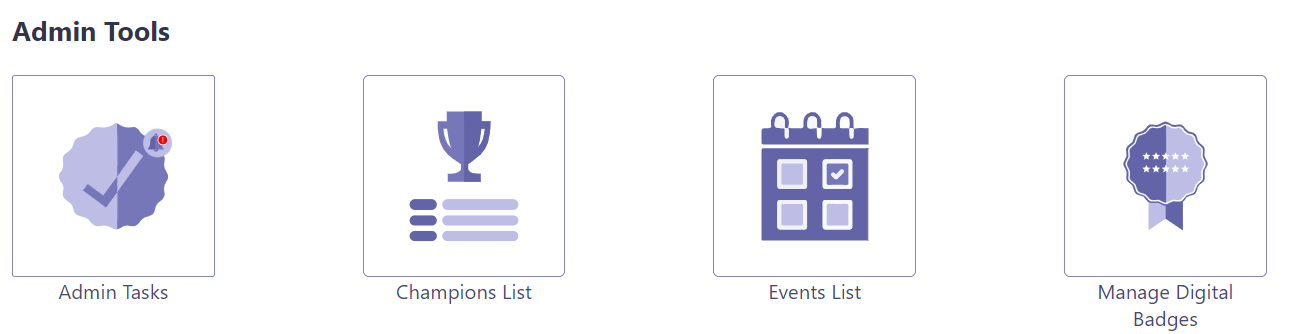 Admin Tools
Admin Tasks
Champions List
Events List
Manage Digital
Badges